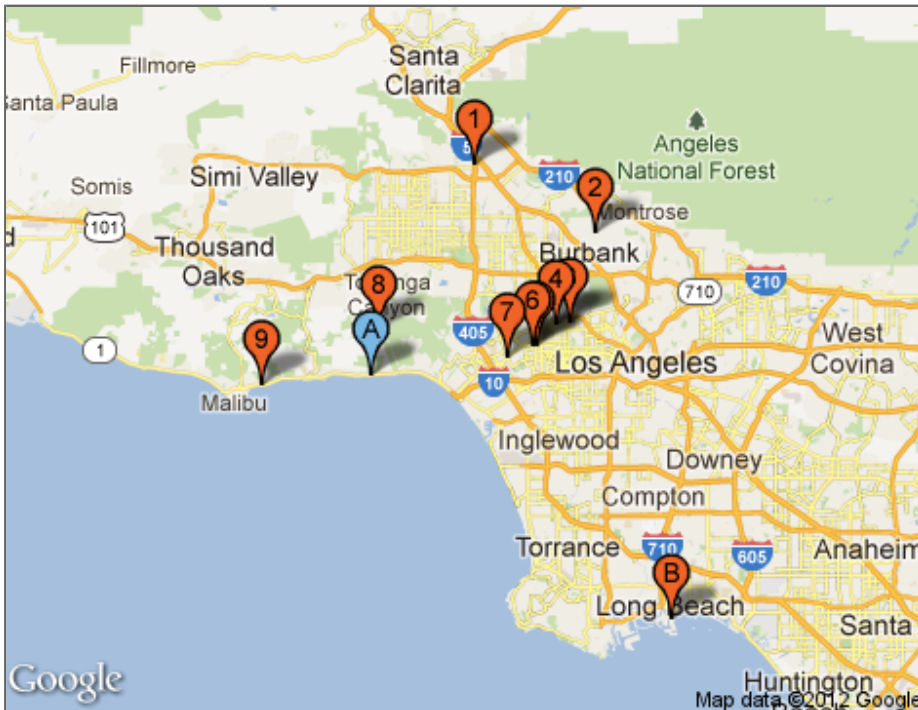 Santa
Clarita
Fillmore
Santa Paula
1
5
Angeles
National Forest
210
2
Simi Valley
Somis
Montrose
101
Thousand
Oaks
Burbank
8
4
210
710
6
7
Canyon
A
405
9
1
West
Covina
Los Angeles
10
Malibu
Inglewood
Downey
Compton
Torrance
710
605
Anaheim
B
Long Beach
Santa
Google
Huntington
Map data ©2012 Google